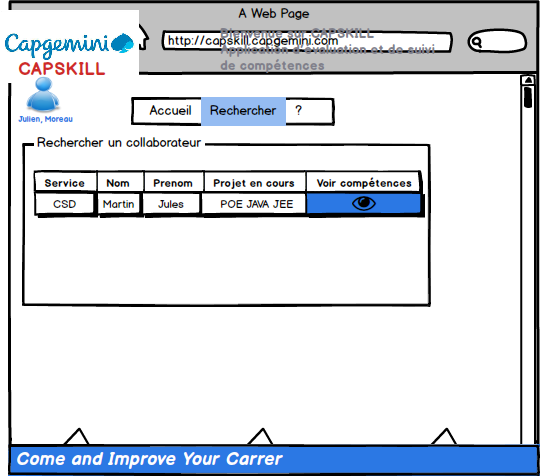 A Web Page
Capgemini
CAPSKILL
http://capskill.capgemini.com
Bienvenue sur CAPSKILL
Application d'évaluation et de suivi
de compétences
Julien, Moreau
Accueil Rechercher ?
Rechercher un collaborateur
Service Nom Prenom Projet en cours Voir compétences
CSD Martin Jules POE JAVA JEE
Come and Improve Your Carrer